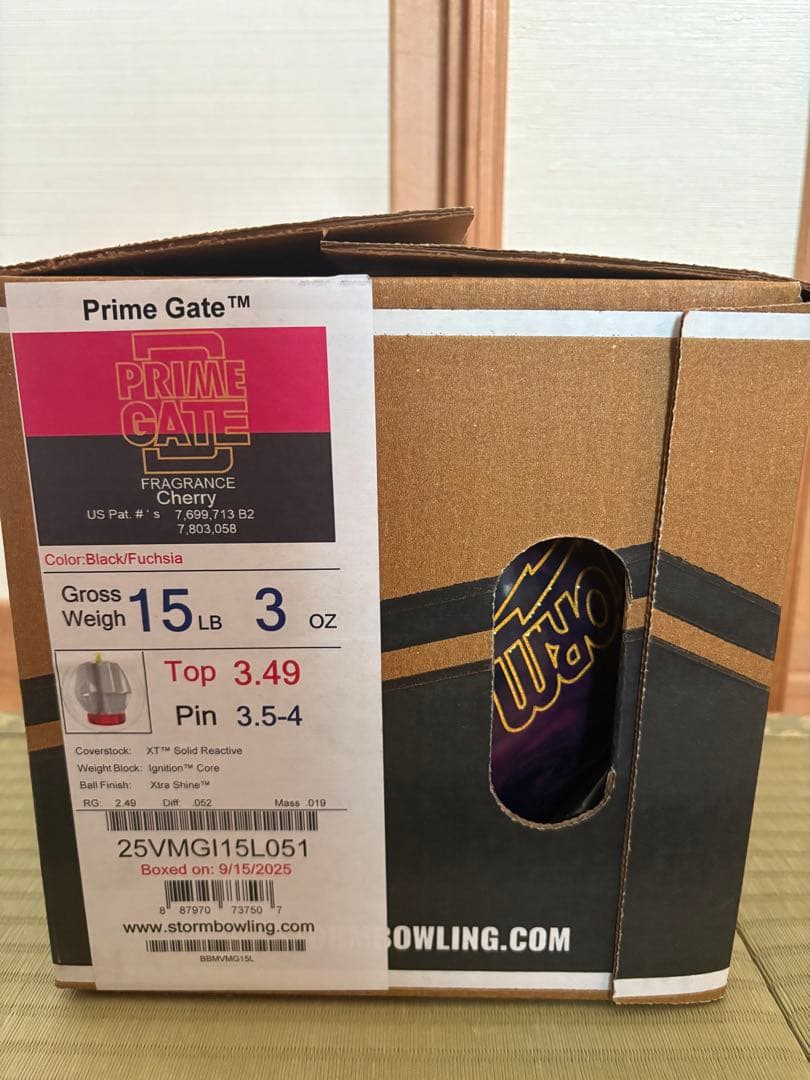 Prime Gate™
PRIME
GATE
FRAGRANCE
Cherry
US Pat. #'s 7,699,713 B2
7,803,058
Color:Black/Fuchsia
Gross
Weigh 15 LB 3 OZ
Top 3.49
Pin 3.5-4
Coverstock: XT™ Solid Reactive
Weight Block: Ignition™ Core
Ball Finish: Xtra Shine™
RG: 2.49 Diff: .052 Mass .019
25VMGI15L051
Boxed on: 9/15/2025
8 87970 73750 7
www.stormbowling.com
BBMVMG15L
ORM
RMBOWLING.COM